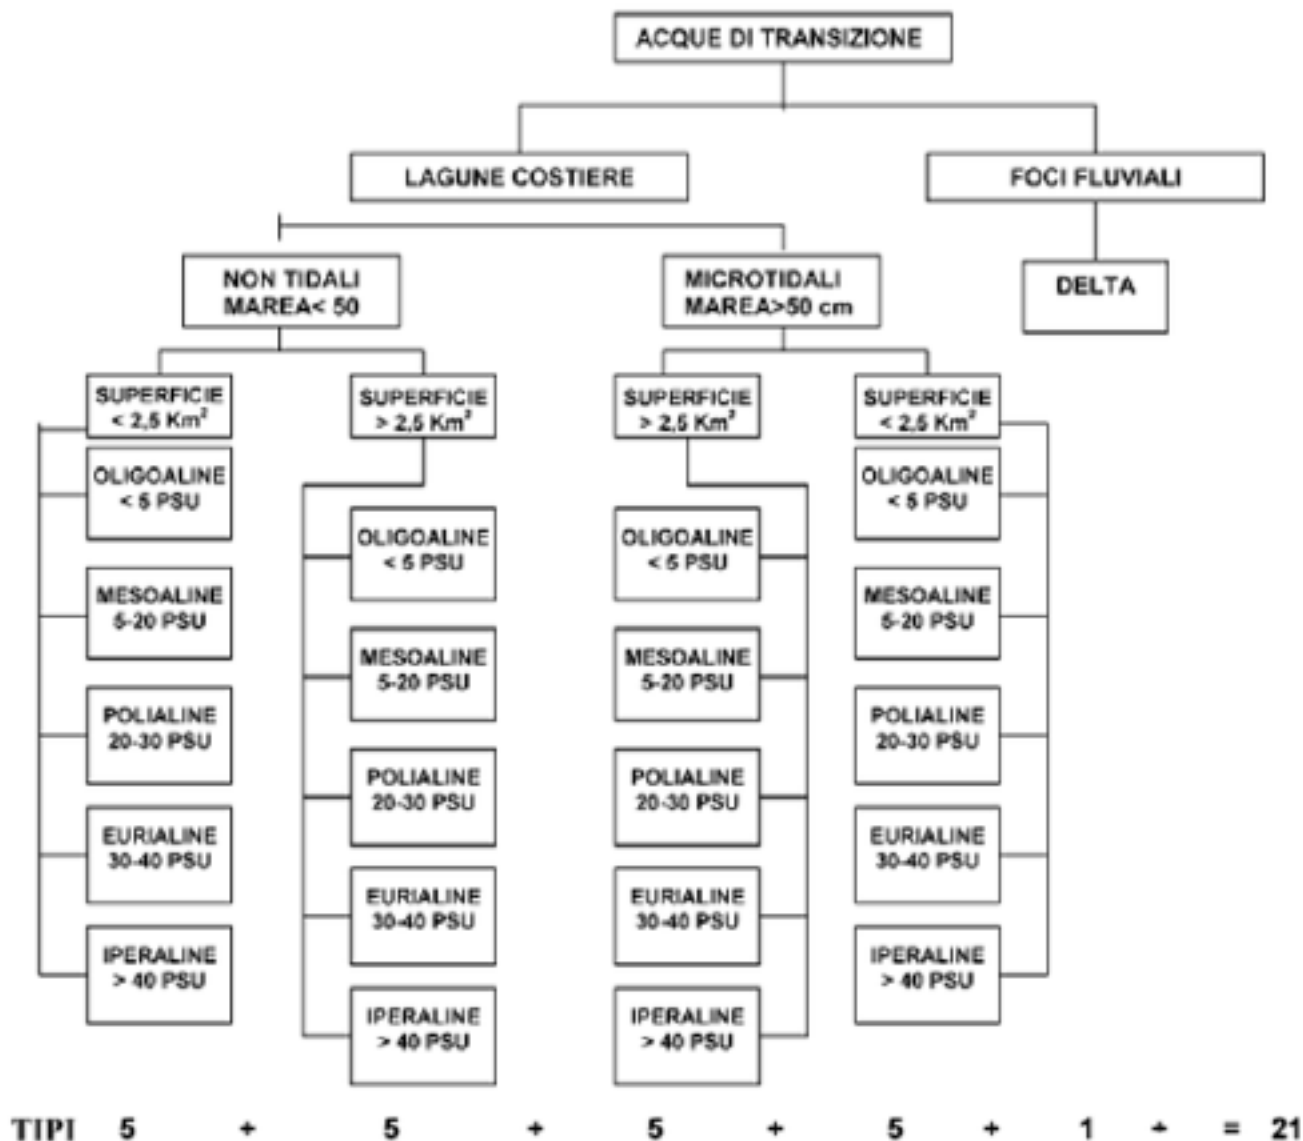 ACQUE DI TRANSIZIONE
LAGUNE COSTIERE
FOCI FLUVIALI
NON TIDALI
MAREA< 50
MICROTIDALI
MAREA>50 cm
DELTA
SUPERFICIE
< 2,5 Km²
OLIGOALINE
< 5 PSU
MESOALINE
5-20 PSU
POLIALINE
20-30 PSU
EURIALINE
30-40 PSU
IPERALINE
> 40 PSU
SUPERFICIE
> 2,5 Km²
OLIGOALINE
< 5 PSU
MESOALINE
5-20 PSU
POLIALINE
20-30 PSU
EURIALINE
30-40 PSU
IPERALINE
> 40 PSU
SUPERFICIE
> 2,5 Km²
OLIGOALINE
< 5 PSU
MESOALINE
5-20 PSU
POLIALINE
20-30 PSU
EURIALINE
30-40 PSU
IPERALINE
> 40 PSU
SUPERFICIE
< 2,5 Km²
OLIGOALINE
< 5 PSU
MESOALINE
5-20 PSU
POLIALINE
20-30 PSU
EURIALINE
30-40 PSU
IPERALINE
> 40 PSU
TIPI 5 + 5 + 5 + 5 + 1 + = 21